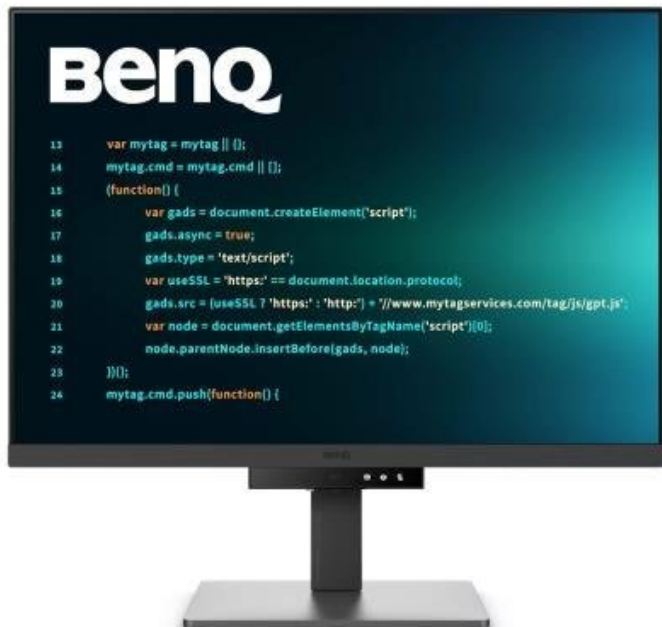 BenQ
13 var mytag = mytag || {};
14 mytag.cmd = mytag.cmd || [];
15 (function() {
16 var gads = document.createElement('script');
17 gads.async = true;
18 gads.type = 'text/script';
19 var useSSL = 'https:' == document.location.protocol;
20 gads.src = (useSSL ? 'https:' : 'http:') + '//www.mytagservices.com/tag/js/gpt.js';
21 var node = document.getElementsByTagName('script')[0];
22 node.parentNode.insertBefore(gads, node);
23 })();
24 mytag.cmd.push(function() {
BenQ